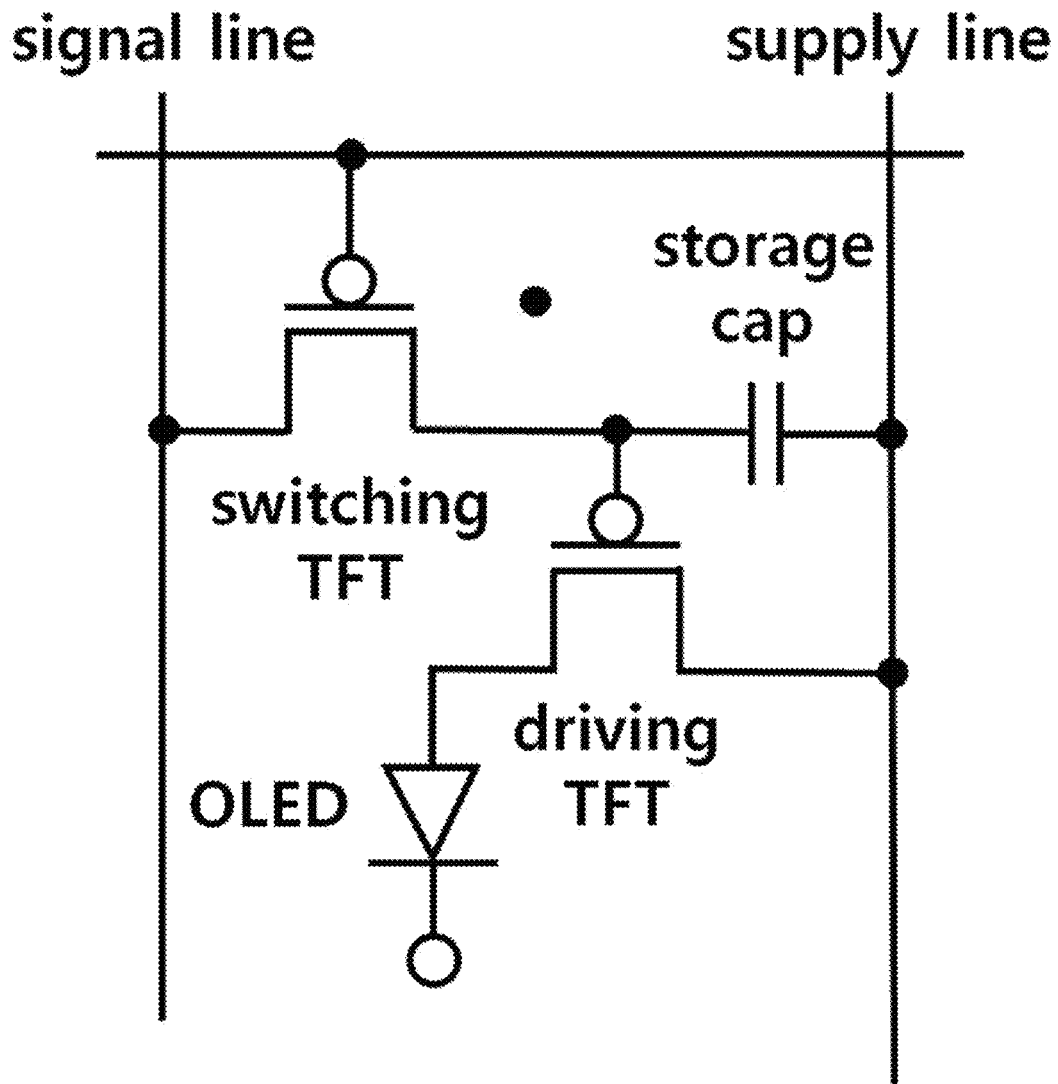 signal line
supply line
storage
cap
switching
TFT
driving
TFT
OLED